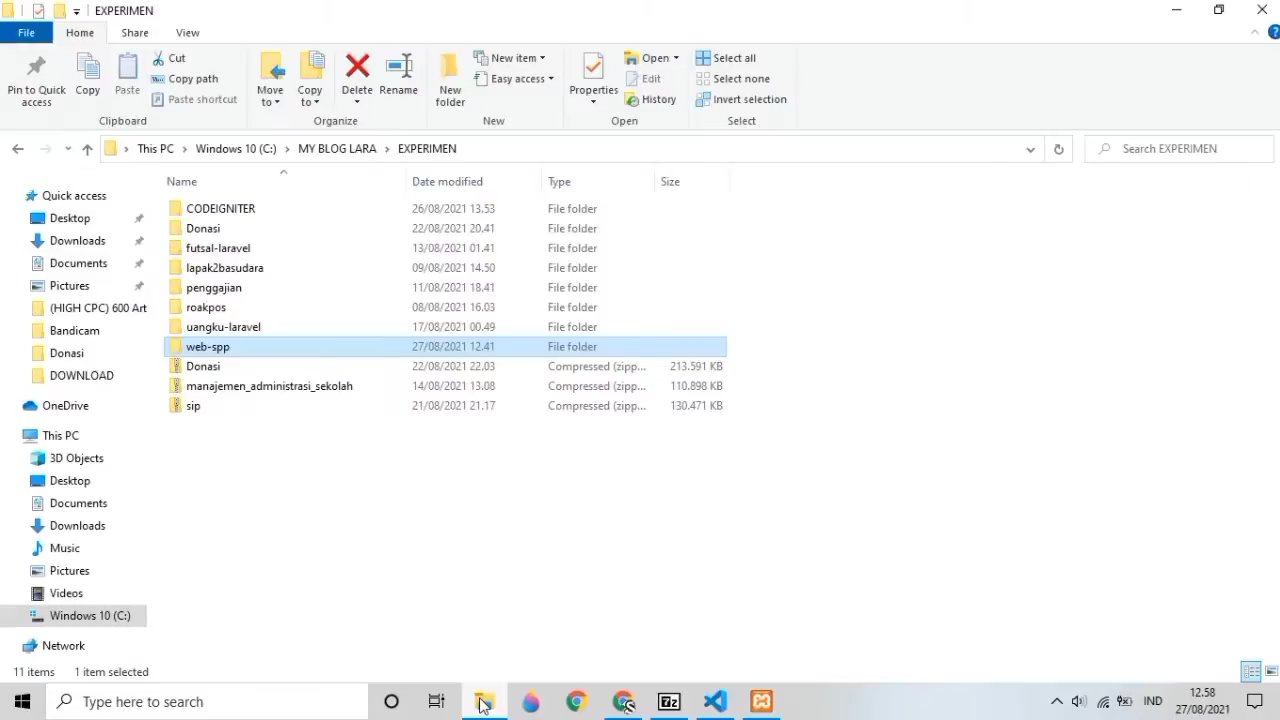 EXPERIMEN
File Home Share View
Pin to Quick access
Copy
Paste
Cut
Copy path
Paste shortcut
Clipboard
Move to
Copy to
Delete
Rename
Organize
New folder
New item
Easy access
New
Properties
Open
Edit
History
Open
Select all
Select none
Invert selection
Select
This PC > Windows 10 (C:) > MY BLOG LARA > EXPERIMEN
Search EXPERIMEN
Name Date modified Type Size
CODEIGNITER 26/08/2021 13.53 File folder
Donasi 22/08/2021 20.41 File folder
futsal-laravel 13/08/2021 01.41 File folder
lapak2basudara 09/08/2021 14.50 File folder
penggajian 11/08/2021 18.41 File folder
roakpos 08/08/2021 16.03 File folder
uangku-laravel 17/08/2021 00.49 File folder
web-spp 27/08/2021 12.41 File folder
Donasi 22/08/2021 22.03 Compressed (zipp... 213.591 KB
manajemen_administrasi_sekolah 14/08/2021 13.08 Compressed (zipp... 110.898 KB
sip 21/08/2021 21.17 Compressed (zipp... 130.471 KB
Quick access
Desktop
Downloads
Documents
Pictures
(HIGH CPC) 600 Art
Bandicam
Donasi
DOWNLOAD
OneDrive
This PC
3D Objects
Desktop
Documents
Downloads
Music
Pictures
Videos
Windows 10 (C:)
Network
11 items 1 item selected
Type here to search
7z
IND
12.58
27/08/2021